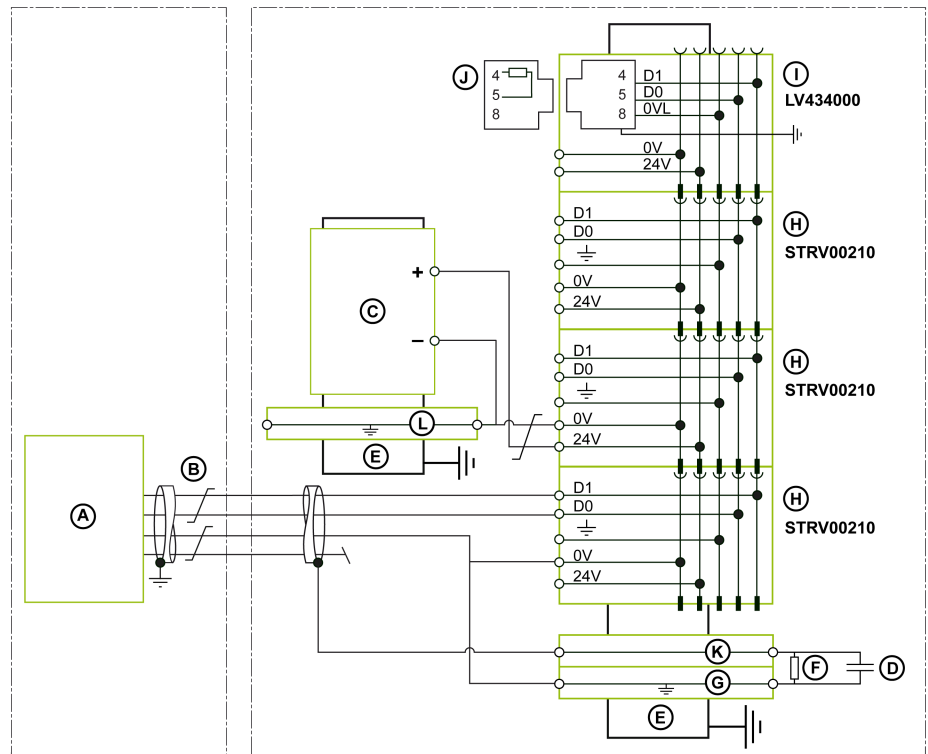 J
4
5
8
4 D1
5 D0
8 0VL
I
LV434000
0V
24V
D1
D0
0V
24V
H
STRV00210
C
+
−
D1
D0
0V
24V
H
STRV00210
L
E
A
B
D1
D0
0V
24V
H
STRV00210
K
G
F
D
E